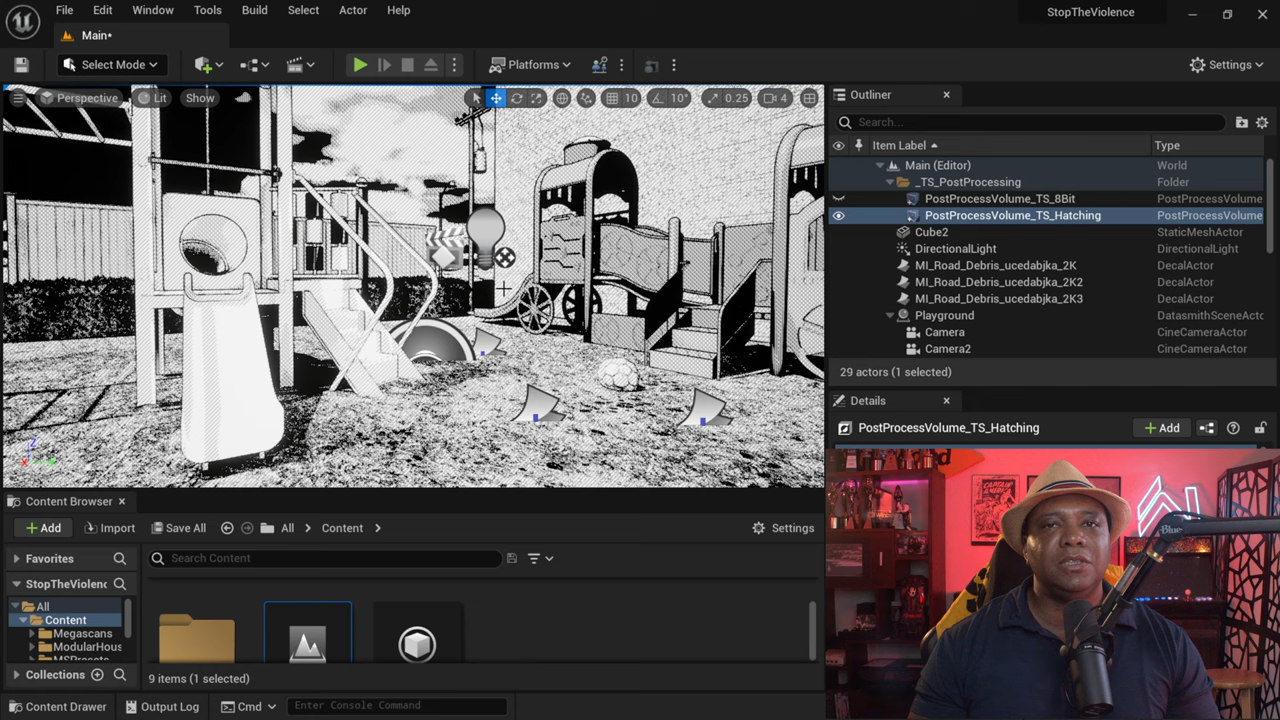 File Edit Window Tools Build Select Actor Help StopTheViolence
Main*
Select Mode Platforms Settings
Perspective Lit Show 10 10° 0.25 4
Outliner
Search...
Item Label Type
Main (Editor) World
_TS_PostProcessing Folder
PostProcessVolume_TS_8Bit PostProcessVolume
PostProcessVolume_TS_Hatching PostProcessVolume
Cube2 StaticMeshActor
DirectionalLight DirectionalLight
MI_Road_Debris_ucedabjka_2K DecalActor
MI_Road_Debris_ucedabjka_2K2 DecalActor
MI_Road_Debris_ucedabjka_2K3 DecalActor
Playground DatasmithSceneActo
Camera CineCameraActor
Camera2 CineCameraActor
29 actors (1 selected)
Details
PostProcessVolume_TS_Hatching Add
Z
X
CAPTAIN AMERICA
Blue
Content Browser
Add Import Save All All Content Settings
Favorites Search Content
StopTheViolenc
All
Content
Megascans
ModularHous
MSPresets
Collections 9 items (1 selected)
Content Drawer Output Log Cmd Enter Console Command